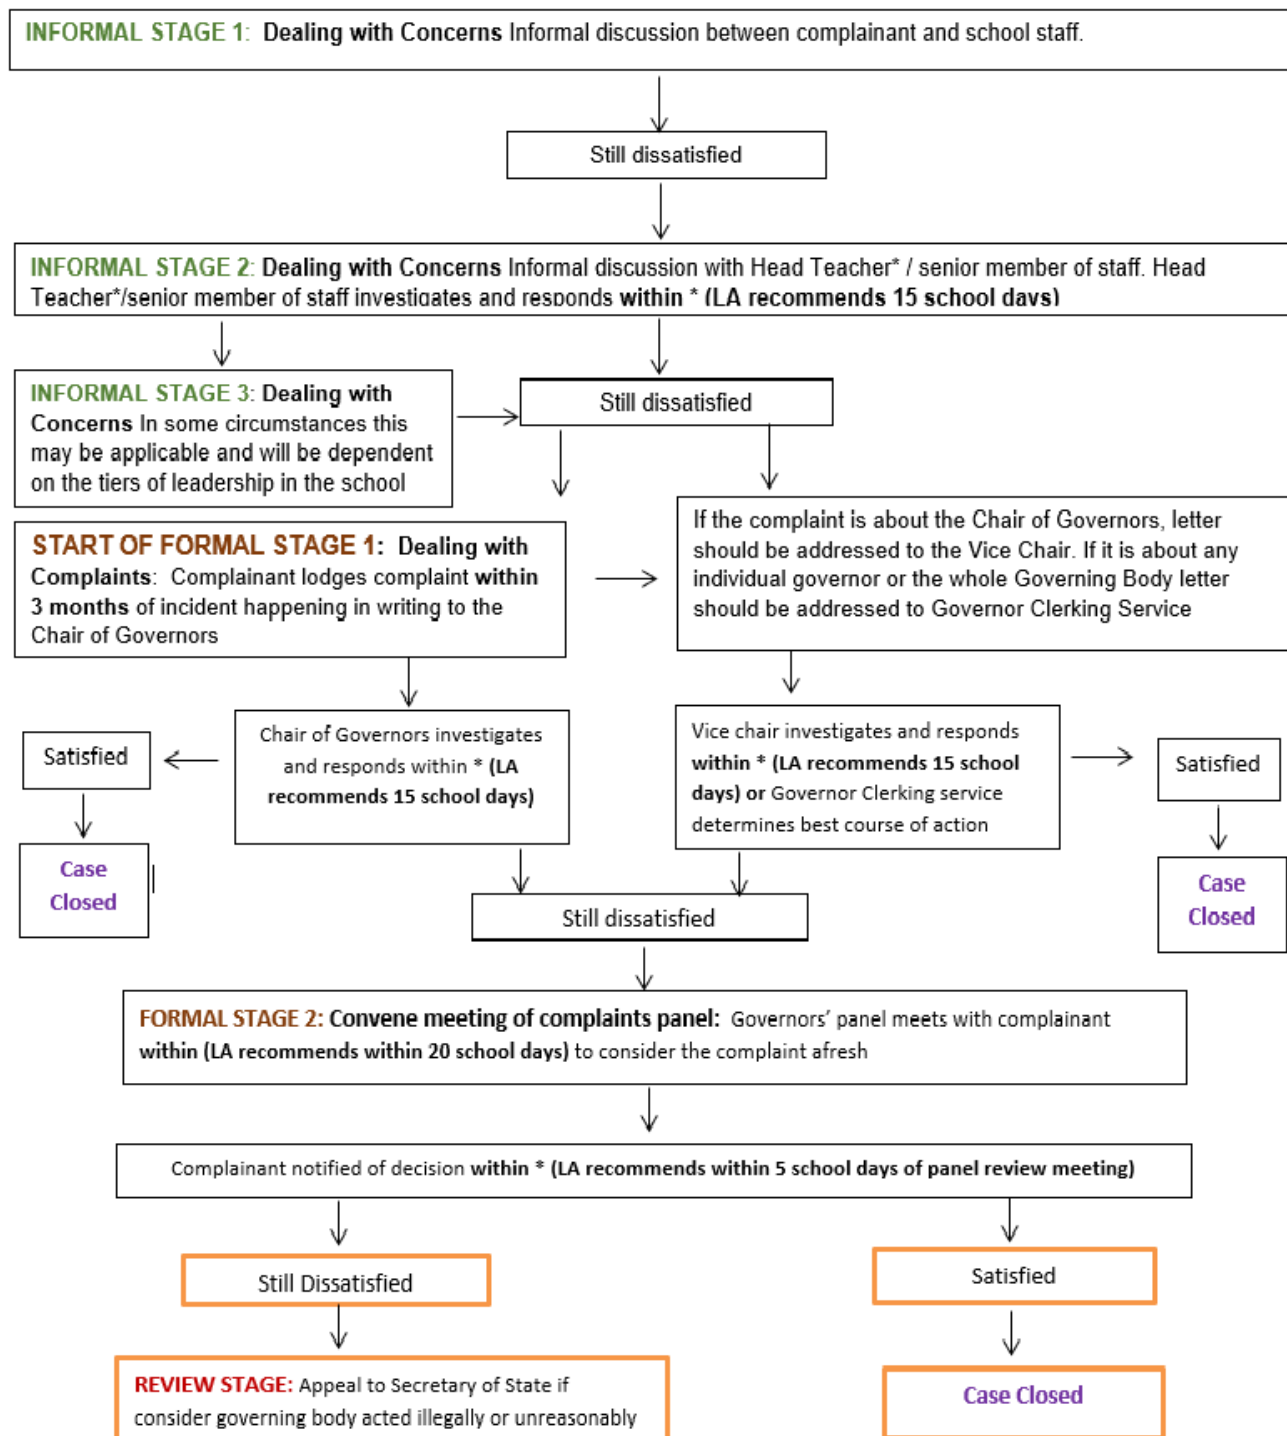 INFORMAL STAGE 1: Dealing with Concerns Informal discussion between complainant and school staff.
Still dissatisfied
INFORMAL STAGE 2: Dealing with Concerns Informal discussion with Head Teacher* / senior member of staff. Head
Teacher*/senior member of staff investigates and responds within * (LA recommends 15 school days)
INFORMAL STAGE 3: Dealing with
Concerns In some circumstances this
may be applicable and will be dependent
on the tiers of leadership in the school
Still dissatisfied
START OF FORMAL STAGE 1: Dealing with
Complaints: Complainant lodges complaint within
3 months of incident happening in writing to the
Chair of Governors
If the complaint is about the Chair of Governors, letter
should be addressed to the Vice Chair. If it is about any
individual governor or the whole Governing Body letter
should be addressed to Governor Clerking Service
Satisfied
Chair of Governors investigates
and responds within * (LA
recommends 15 school days)
Vice chair investigates and responds
within * (LA recommends 15 school
days) or Governor Clerking service
determines best course of action
Satisfied
Case
Closed
Case
Closed
Still dissatisfied
FORMAL STAGE 2: Convene meeting of complaints panel: Governors' panel meets with complainant
within (LA recommends within 20 school days) to consider the complaint afresh
Complainant notified of decision within * (LA recommends within 5 school days of panel review meeting)
Still Dissatisfied
Satisfied
REVIEW STAGE: Appeal to Secretary of State if
consider governing body acted illegally or unreasonably
Case Closed